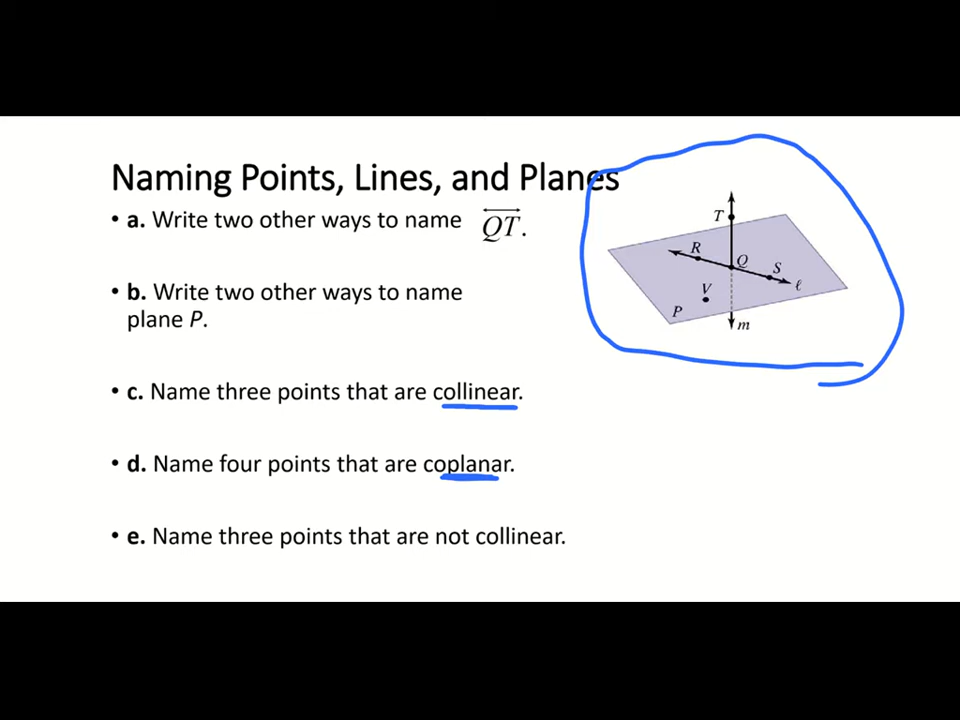 Naming Points, Lines, and Planes
• a. Write two other ways to name QT.
• b. Write two other ways to name
plane P.
• c. Name three points that are collinear.
• d. Name four points that are coplanar.
• e. Name three points that are not collinear.
T
R
Q
S
ℓ
V
P
m